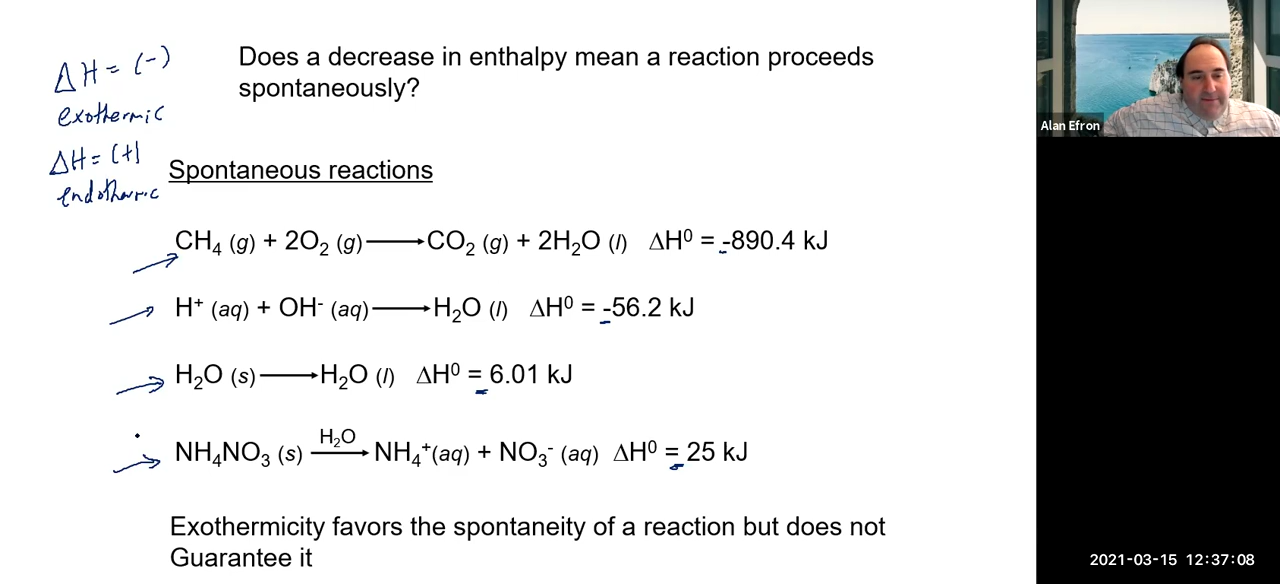 ΔH = (-)
exothermic
ΔH = (+)
endothermic
Does a decrease in enthalpy mean a reaction proceeds
spontaneously?
Spontaneous reactions
CH₄ (g) + 2O₂ (g) ⟶ CO₂ (g) + 2H₂O (l) ΔH⁰ = -890.4 kJ
H⁺ (aq) + OH⁻ (aq) ⟶ H₂O (l) ΔH⁰ = -56.2 kJ
H₂O (s) ⟶ H₂O (l) ΔH⁰ = 6.01 kJ
H₂O
NH₄NO₃ (s) ⟶ NH₄⁺(aq) + NO₃⁻ (aq) ΔH⁰ = 25 kJ
Exothermicity favors the spontaneity of a reaction but does not
Guarantee it
Alan Efron
2021-03-15 12:37:08